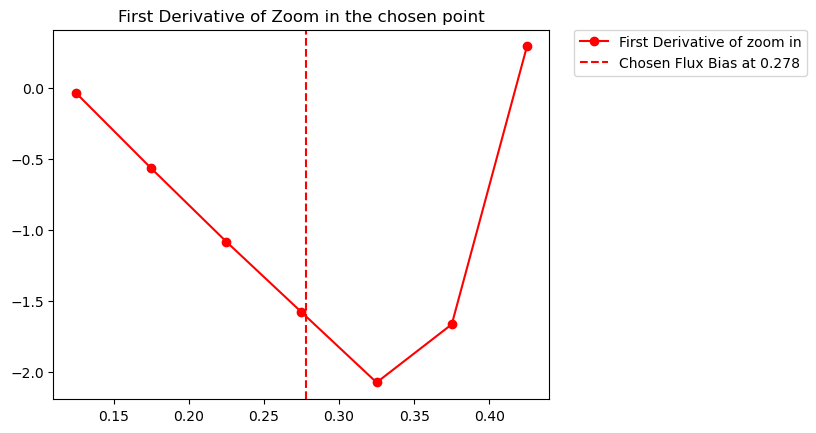 First Derivative of Zoom in the chosen point
First Derivative of zoom in
Chosen Flux Bias at 0.278
0.0
−0.5
−1.0
−1.5
−2.0
0.15 0.20 0.25 0.30 0.35 0.40